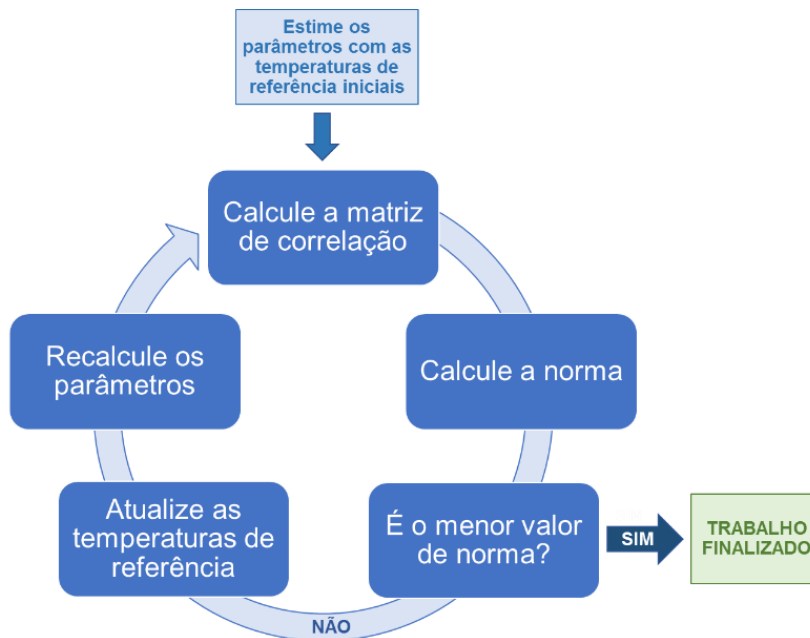 Estime os
parâmetros com as
temperaturas de
referência iniciais
Calcule a matriz
de correlação
Calcule a norma
É o menor valor
de norma?
SIM
TRABALHO
FINALIZADO
NÃO
Atualize as
temperaturas de
referência
Recalcule os
parâmetros